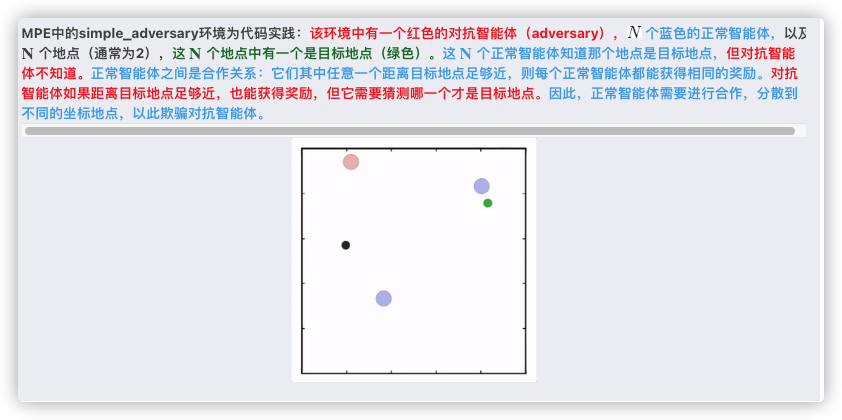 MPE中的simple_adversary环境为代码实践：该环境中有一个红色的对抗智能体（adversary），N 个蓝色的正常智能体，以及
N 个地点（通常为2），这 N 个地点中有一个是目标地点（绿色）。这 N 个正常智能体知道那个地点是目标地点，但对抗智能
体不知道。正常智能体之间是合作关系：它们其中任意一个距离目标地点足够近，则每个正常智能体都能获得相同的奖励。对抗
智能体如果距离目标地点足够近，也能获得奖励，但它需要猜测哪一个才是目标地点。因此，正常智能体需要进行合作，分散到
不同的坐标地点，以此欺骗对抗智能体。